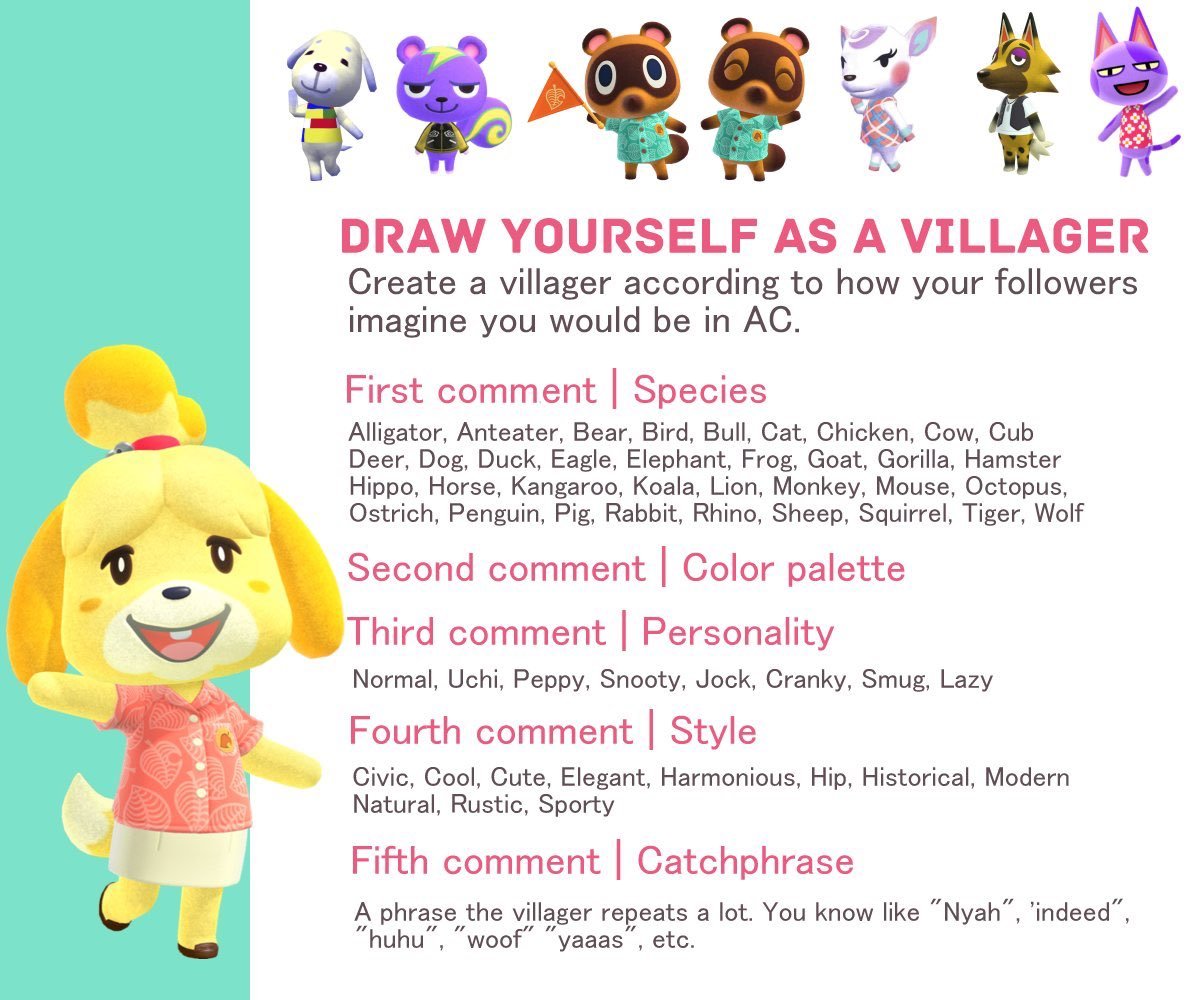 DRAW YOURSELF AS A VILLAGER
Create a villager according to how your followers
imagine you would be in AC.
First comment | Species
Alligator, Anteater, Bear, Bird, Bull, Cat, Chicken, Cow, Cub
Deer, Dog, Duck, Eagle, Elephant, Frog, Goat, Gorilla, Hamster
Hippo, Horse, Kangaroo, Koala, Lion, Monkey, Mouse, Octopus,
Ostrich, Penguin, Pig, Rabbit, Rhino, Sheep, Squirrel, Tiger, Wolf
Second comment | Color palette
Third comment | Personality
Normal, Uchi, Peppy, Snooty, Jock, Cranky, Smug, Lazy
Fourth comment | Style
Civic, Cool, Cute, Elegant, Harmonious, Hip, Historical, Modern
Natural, Rustic, Sporty
Fifth comment | Catchphrase
A phrase the villager repeats a lot. You know like "Nyah", 'indeed",
"huhu", "woof" "yaaas", etc.